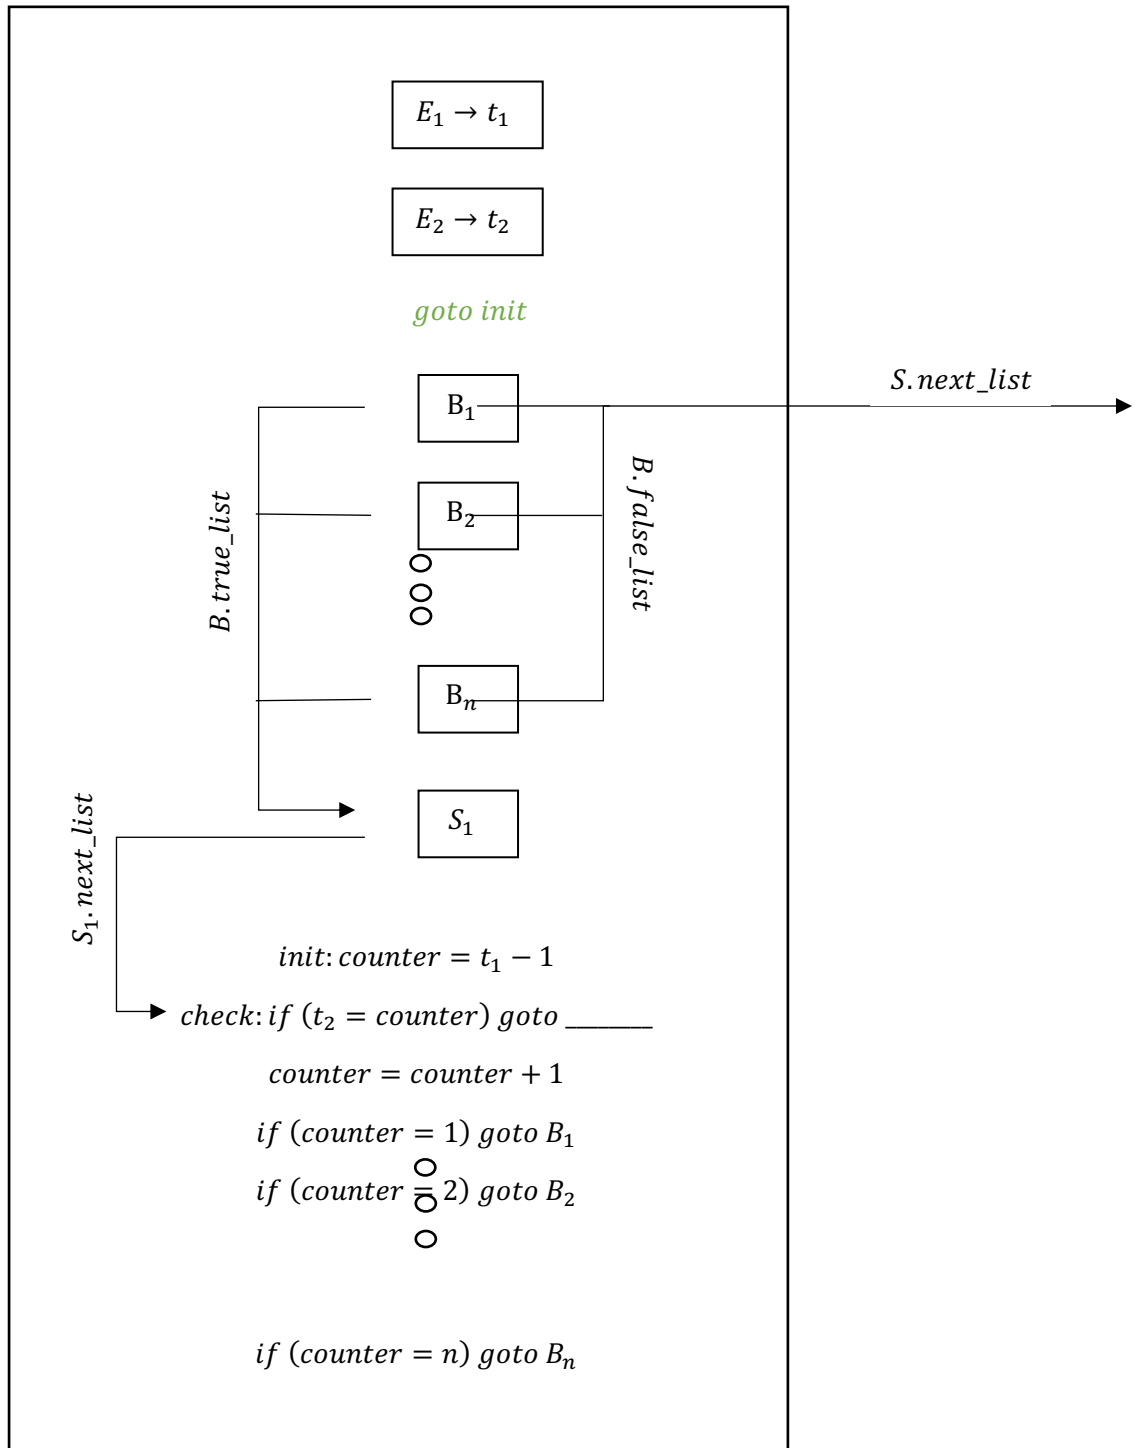 E₁ → t₁
E₂ → t₂
goto init
S.next_list
B₁
B.true_list
B.false_list
B₂
Bₙ
S₁
S₁.next_list
init: counter = t₁ − 1
check: if (t₂ = counter) goto _______
counter = counter + 1
if (counter = 1) goto B₁
if (counter = 2) goto B₂
if (counter = n) goto Bₙ